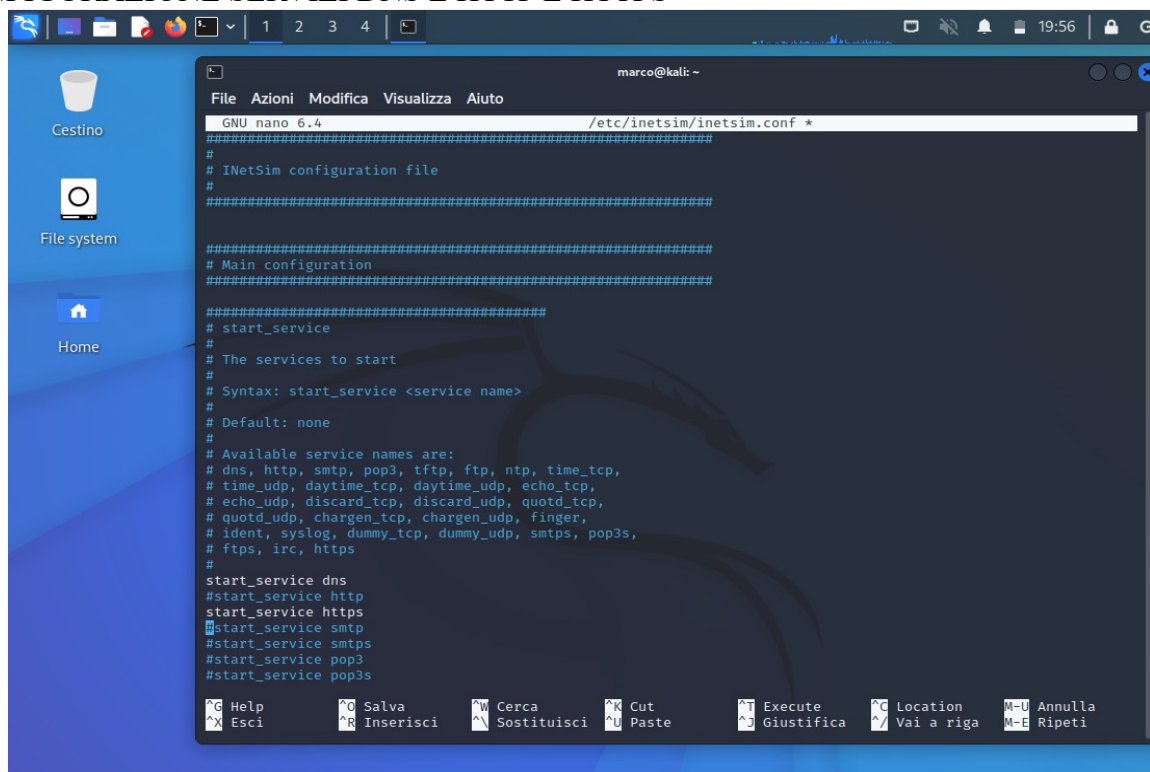 1 2 3 4
19:56
Cestino
File system
Home
marco@kali: ~
File Azioni Modifica Visualizza Aiuto
GNU nano 6.4 /etc/inetsim/inetsim.conf *
#############################################################
#
# INetSim configuration file
#
#############################################################
#############################################################
# Main configuration
#############################################################
#########################################
# start_service
#
# The services to start
#
# Syntax: start_service <service name>
#
# Default: none
#
# Available service names are:
# dns, http, smtp, pop3, tftp, ftp, ntp, time_tcp,
# time_udp, daytime_tcp, daytime_udp, echo_tcp,
# echo_udp, discard_tcp, discard_udp, quotd_tcp,
# quotd_udp, chargen_tcp, chargen_udp, finger,
# ident, syslog, dummy_tcp, dummy_udp, smtps, pop3s,
# ftps, irc, https
#
start_service dns
#start_service http
start_service https
#start_service smtp
#start_service smtps
#start_service pop3
#start_service pop3s
^G Help ^O Salva ^W Cerca ^K Cut ^T Execute ^C Location M-U Annulla
^X Esci ^R Inserisci ^\ Sostituisci ^U Paste ^J Giustifica ^/ Vai a riga M-E Ripeti